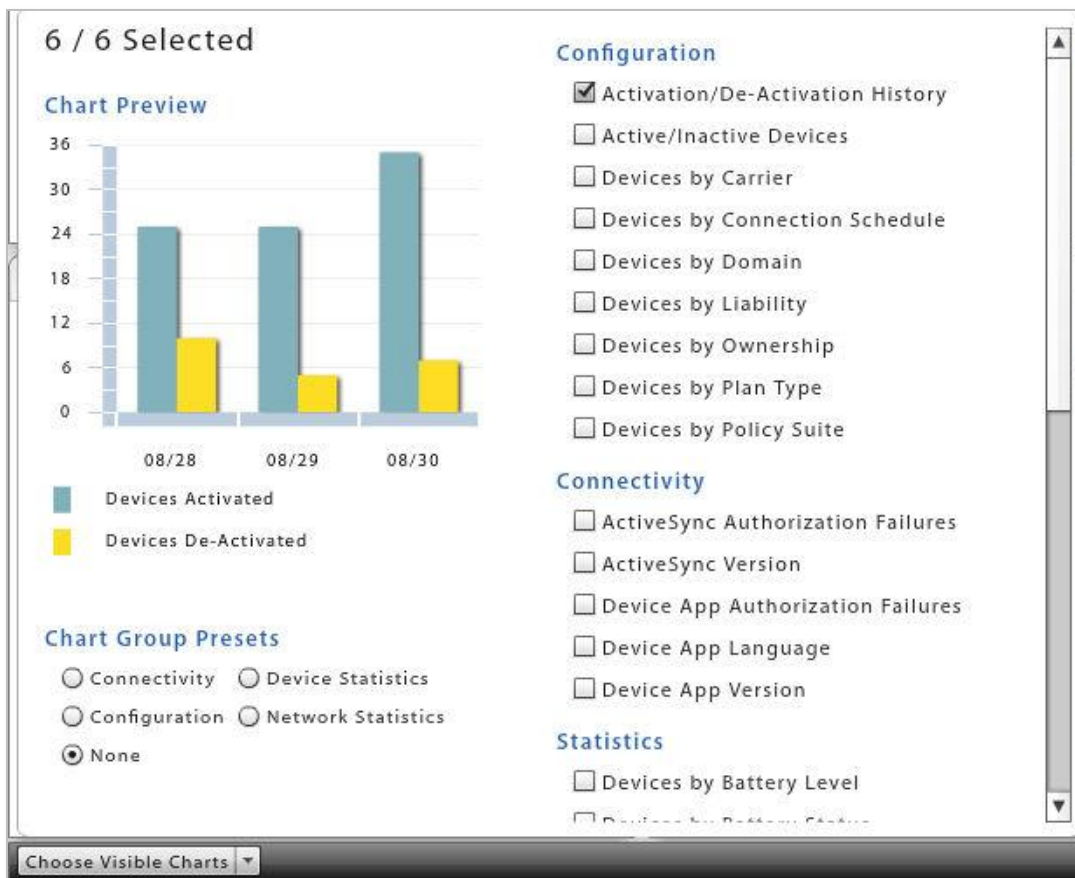 6 / 6 Selected
Chart Preview
36
30
24
18
12
6
0
08/28 08/29 08/30
Devices Activated
Devices De-Activated
Chart Group Presets
Connectivity Device Statistics
Configuration Network Statistics
None
Configuration
Activation/De-Activation History
Active/Inactive Devices
Devices by Carrier
Devices by Connection Schedule
Devices by Domain
Devices by Liability
Devices by Ownership
Devices by Plan Type
Devices by Policy Suite
Connectivity
ActiveSync Authorization Failures
ActiveSync Version
Device App Authorization Failures
Device App Language
Device App Version
Statistics
Devices by Battery Level
Devices by Battery Status
Choose Visible Charts